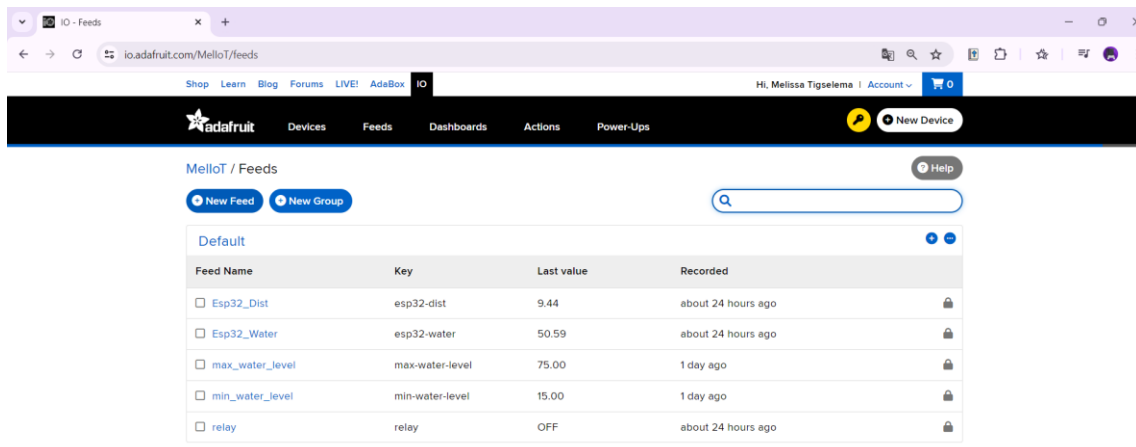 IO IO - Feeds
io.adafruit.com/MelIoT/feeds
Shop Learn Blog Forums LIVE! AdaBox IO Hi, Melissa Tigselema | Account 0
adafruit Devices Feeds Dashboards Actions Power-Ups New Device
MelIoT / Feeds ? Help
New Feed New Group
Default
Feed Name Key Last value Recorded
Esp32_Dist esp32-dist 9.44 about 24 hours ago
Esp32_Water esp32-water 50.59 about 24 hours ago
max_water_level max-water-level 75.00 1 day ago
min_water_level min-water-level 15.00 1 day ago
relay relay OFF about 24 hours ago